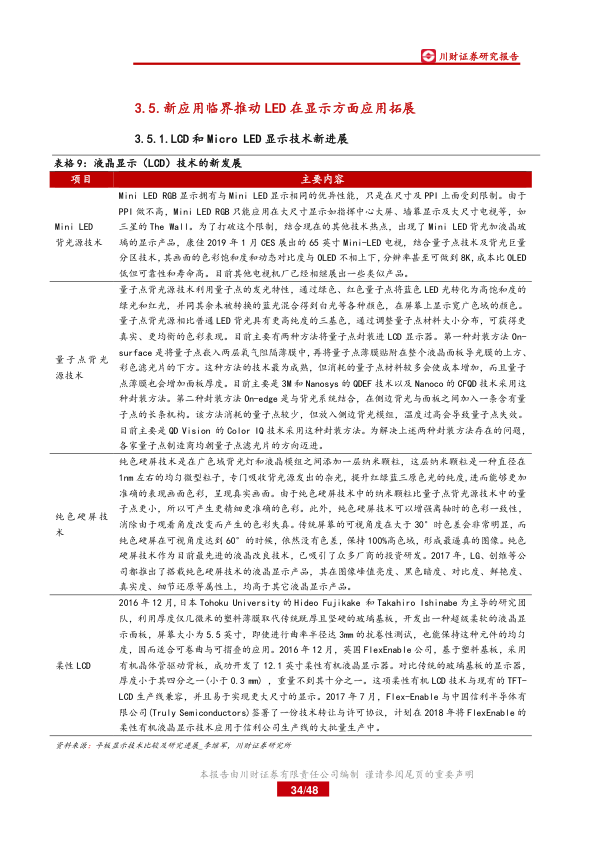 川财证券研究报告
3.5.新应用临界推动 LED 在显示方面应用拓展
3.5.1.LCD 和 Micro LED 显示技术新进展
表格 9：液晶显示（LCD）技术的新发展
项目 主要内容
Mini LED RGB 显示拥有与 Mini LED 显示相同的优异性能，只是在尺寸及 PPI 上面受到限制。由于
PPI 做不高，Mini LED RGB 只能应用在大尺寸显示如指挥中心大屏、墙幕显示及大尺寸电视等，如
Mini LED
背光源技术
三星的 The Wall。为了打破这个限制，结合现在的其他技术热点，出现了 Mini LED 背光加液晶玻
璃的显示产品，康佳 2019 年 1 月 CES 展出的 65 英寸 Mini-LED 电视，结合量子点技术及背光巨量
分区技术，其画面的色彩饱和度和动态对比度与 OLED 不相上下，分辨率甚至可做到 8K，成本比 OLED
低但可靠性和寿命高。目前其他电视机厂已经相继展出一些类似产品。
量子点背光源技术利用量子点的发光特性，通过绿色、红色量子点将蓝色 LED 光转化为高饱和度的
绿光和红光，并同其余未被转换的蓝光混合得到白光等各种颜色，在屏幕上显示宽广色域的颜色。
量子点背光源相比普通 LED 背光具有更高纯度的三基色，通过调整量子点材料大小分布，可获得更
真实、更均衡的色彩表现。目前主要有两种方法将量子点封装进 LCD 显示器。第一种封装方法 On-
surface 是将量子点嵌入两层氧气阻隔薄膜中，再将量子点薄膜贴附在整个液晶面板导光膜的上方、
量子点背光
源技术
彩色滤光片的下方。这种方法的技术最为成熟，但消耗的量子点材料较多会使成本增加，而且量子
点薄膜也会增加面板厚度。目前主要是 3M 和 Nanosys 的 QDEF 技术以及 Nanoco 的 CFQD 技术采用这
种封装方法。第二种封装方法 On-edge 是与背光系统结合，在侧边背光与面板之间加入一条含有量
子点的长条机构。该方法消耗的量子点较少，但放入侧边背光模组，温度过高会导致量子点失效。
目前主要是 QD Vision 的 Color IQ 技术采用这种封装方法。为解决上述两种封装方法存在的问题，
各家量子点制造商均朝量子点滤光片的方向迈进。
纯色硬屏技术是在广色域背光灯和液晶模组之间添加一层纳米颗粒，这层纳米颗粒是一种直径在
1nm 左右的均匀微型粒子，专门吸收背光源发出的杂光，提升红绿蓝三原色光的纯度，进而能够更加
准确的表现画面色彩，呈现真实画面。由于纯色硬屏技术中的纳米颗粒比量子点背光源技术中的量
子点更小，所以可产生更精细更准确的色彩。此外，纯色硬屏技术可以增强离轴时的色彩一致性，
纯色硬屏技
术
消除由于观看角度改变而产生的色彩失真。传统屏幕的可视角度在大于 30°时色差会非常明显，而
纯色硬屏在可视角度达到 60°的时候，依然没有色差，保持 100%高色域，形成最逼真的图像。纯色
硬屏技术作为目前最先进的液晶改良技术，已吸引了众多厂商的投资研发。2017 年，LG、创维等公
司都推出了搭载纯色硬屏技术的液晶显示产品，其在图像峰值亮度、黑色暗度、对比度、鲜艳度、
真实度、细节还原等属性上，均高于其它液晶显示产品。
2016 年 12 月，日本 Tohoku University 的 Hideo Fujikake 和 Takahiro Ishinabe 为主导的研究团
队，利用厚度仅几微米的塑料薄膜取代传统既厚且坚硬的玻璃基板，开发出一种超级柔软的液晶显
示面板，屏幕大小为 5.5 英寸，即使进行曲率半径达 3mm 的抗卷性测试，也能保持这种元件的均匀
度，因而适合可卷曲与可摺叠的应用。2016 年 12 月，英国 FlexEnable 公司，基于塑料基板，采用
柔性 LCD
有机晶体管驱动背板，成功开发了 12.1 英寸柔性有机液晶显示器。对比传统的玻璃基板的显示器，
厚度小于其四分之一(小于 0.3 mm) ，重量不到其十分之一。这项柔性有机 LCD 技术与现有的 TFT-
LCD 生产线兼容，并且易于实现更大尺寸的显示。2017 年 7 月，Flex-Enable 与中国信利半导体有
限公司(Truly Semiconductors)签署了一份技术转让与许可协议，计划在 2018 年将 FlexEnable 的
柔性有机液晶显示技术应用于信利公司生产线的大批量生产中。
资料来源：平板显示技术比较及研究进展_李继军，川财证券研究所
本报告由川财证券有限责任公司编制 谨请参阅尾页的重要声明
34/48